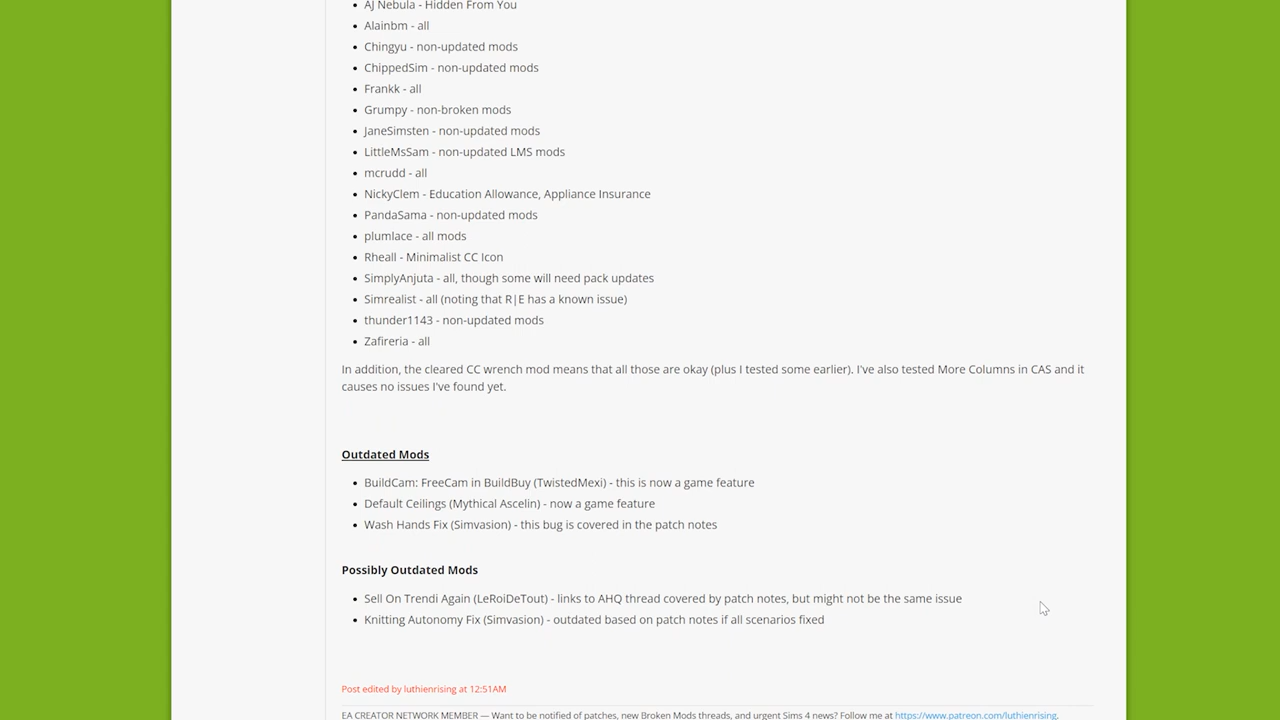 AJ Nebula - Hidden From You
Alainbm - all
Chingyu - non-updated mods
ChippedSim - non-updated mods
Frankk - all
Grumpy - non-broken mods
JaneSimsten - non-updated mods
LittleMsSam - non-updated LMS mods
mcrudd - all
NickyClem - Education Allowance, Appliance Insurance
PandaSama - non-updated mods
plumlace - all mods
Rheall - Minimalist CC Icon
SimplyAnjuta - all, though some will need pack updates
Simrealist - all (noting that R|E has a known issue)
thunder1143 - non-updated mods
Zafireria - all
In addition, the cleared CC wrench mod means that all those are okay (plus I tested some earlier). I've also tested More Columns in CAS and it
causes no issues I've found yet.
Outdated Mods
BuildCam: FreeCam in BuildBuy (TwistedMexi) - this is now a game feature
Default Ceilings (Mythical Ascelin) - now a game feature
Wash Hands Fix (Simvasion) - this bug is covered in the patch notes
Possibly Outdated Mods
Sell On Trendi Again (LeRoiDeTout) - links to AHQ thread covered by patch notes, but might not be the same issue
Knitting Autonomy Fix (Simvasion) - outdated based on patch notes if all scenarios fixed
Post edited by luthienrising at 12:51AM
EA CREATOR NETWORK MEMBER — Want to be notified of patches, new Broken Mods threads, and urgent Sims 4 news? Follow me at https://www.patreon.com/luthienrising.